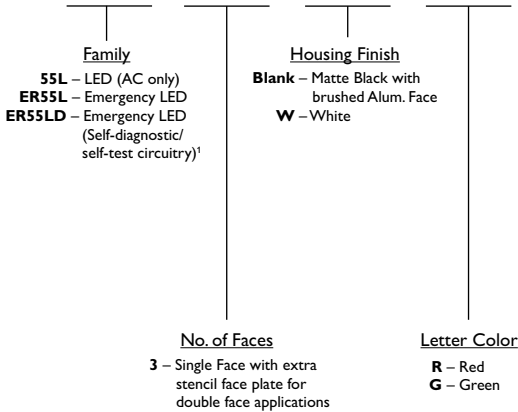 Family
55L – LED (AC only)
ER55L – Emergency LED
ER55LD – Emergency LED
(Self-diagnostic/
self-test circuitry)¹
Housing Finish
Blank – Matte Black with
brushed Alum. Face
W – White
No. of Faces
3 – Single Face with extra
stencil face plate for
double face applications
Letter Color
R – Red
G – Green